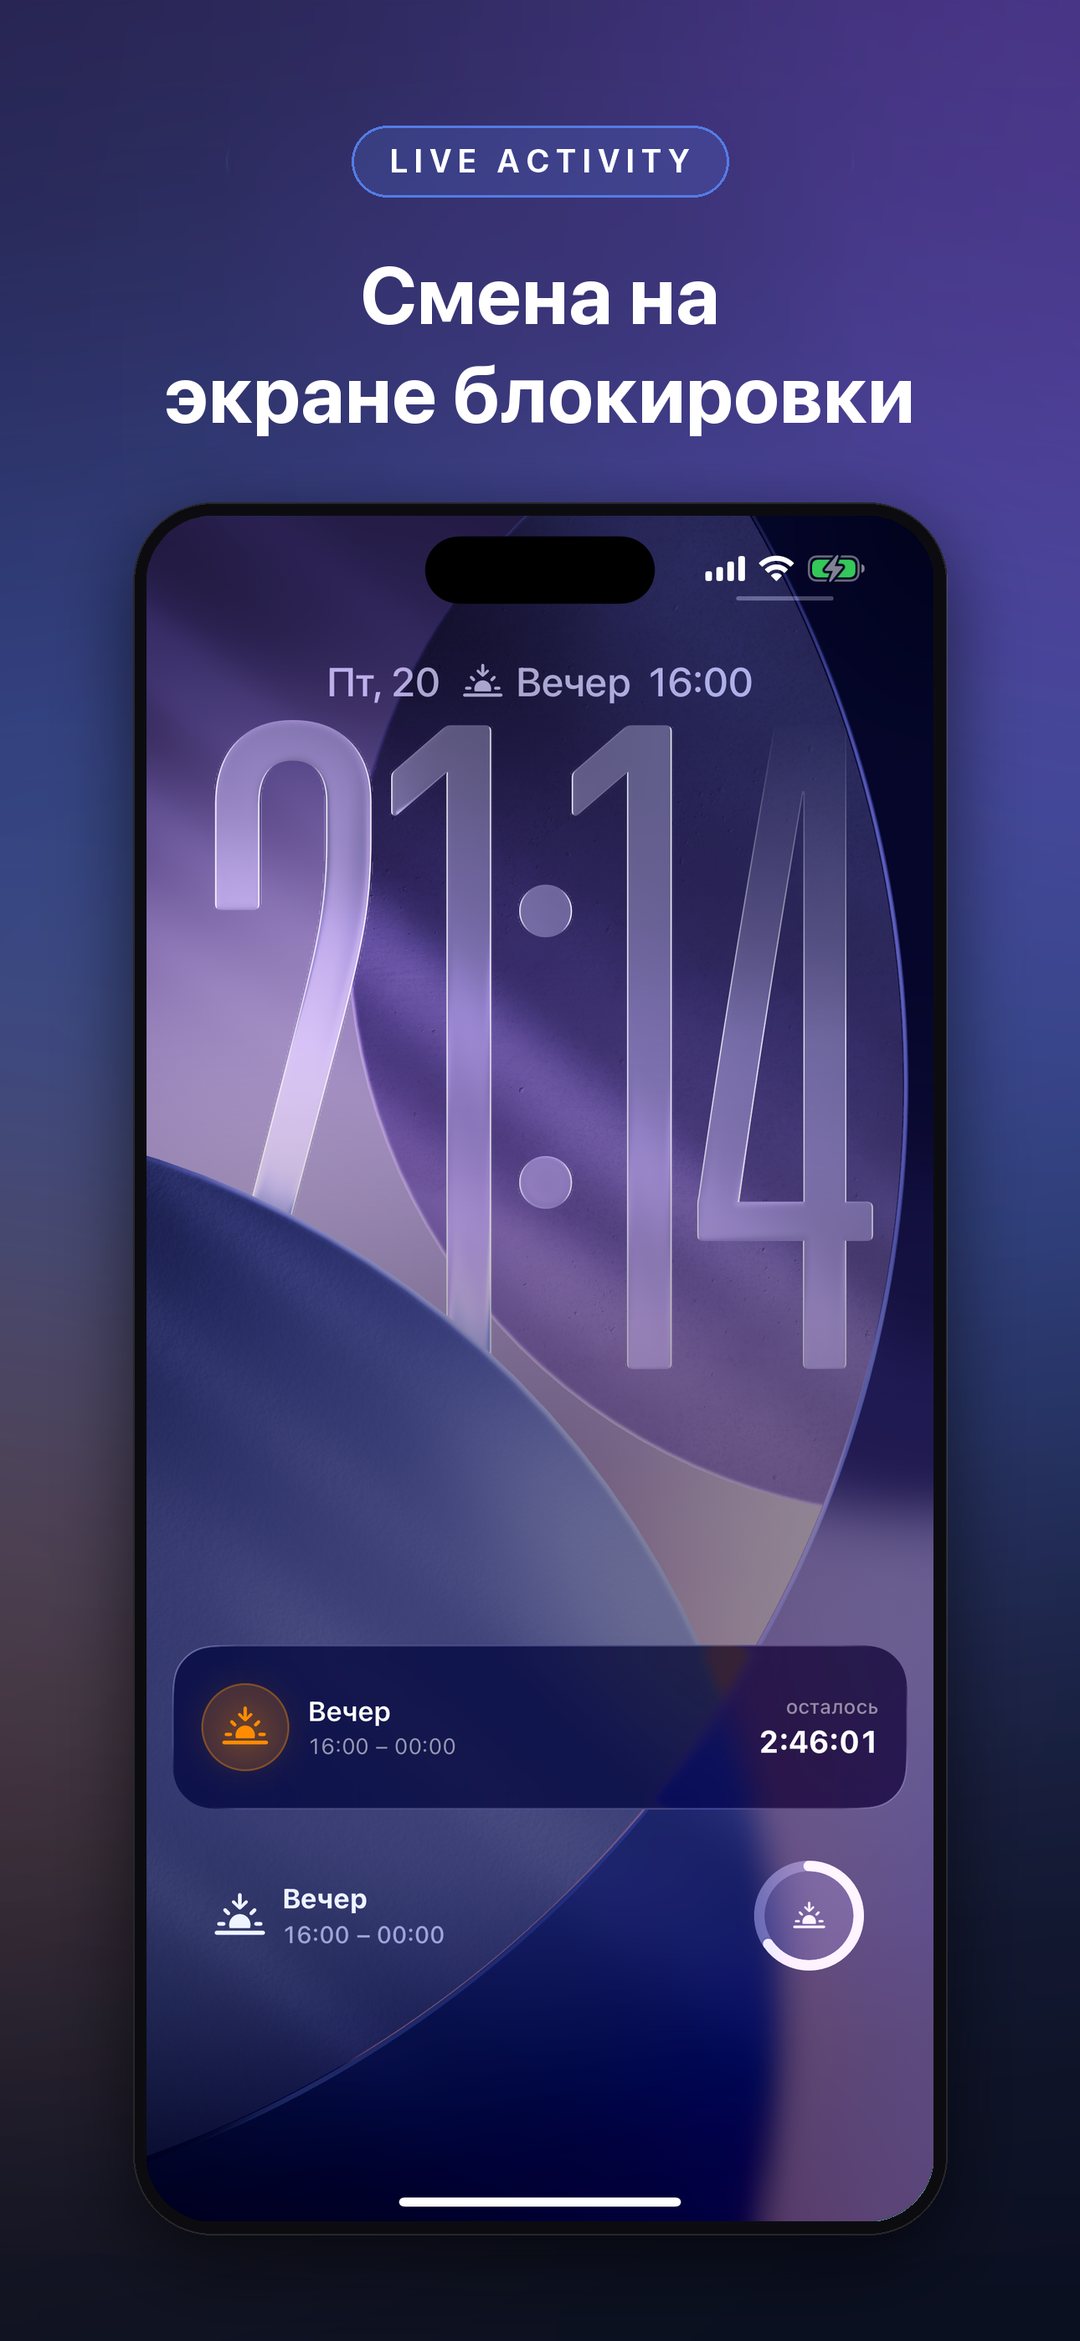 LIVE ACTIVITY
Смена на
экране блокировки
Пт, 20 Вечер 16:00
21:14
Вечер
16:00 – 00:00
осталось
2:46:01
Вечер
16:00 – 00:00